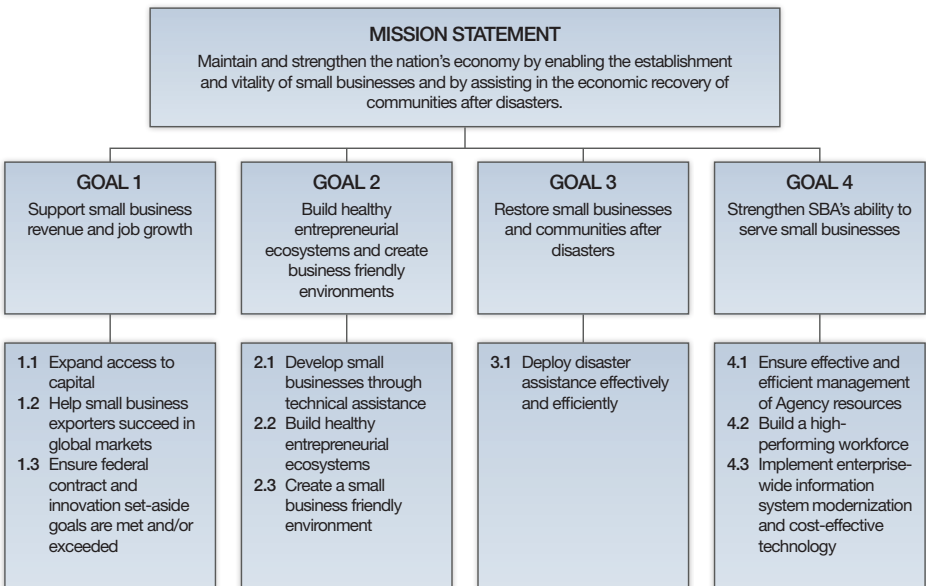 MISSION STATEMENT
Maintain and strengthen the nation's economy by enabling the establishment
and vitality of small businesses and by assisting in the economic recovery of
communities after disasters.
GOAL 1
Support small business
revenue and job growth
GOAL 2
Build healthy
entrepreneurial
ecosystems and create
business friendly
environments
GOAL 3
Restore small businesses
and communities after
disasters
GOAL 4
Strengthen SBA's ability to
serve small businesses
1.1 Expand access to
capital
1.2 Help small business
exporters succeed in
global markets
1.3 Ensure federal
contract and
innovation set-aside
goals are met and/or
exceeded
2.1 Develop small
businesses through
technical assistance
2.2 Build healthy
entrepreneurial
ecosystems
2.3 Create a small
business friendly
environment
3.1 Deploy disaster
assistance effectively
and efficiently
4.1 Ensure effective and
efficient management
of Agency resources
4.2 Build a high-
performing workforce
4.3 Implement enterprise-
wide information
system modernization
and cost-effective
technology